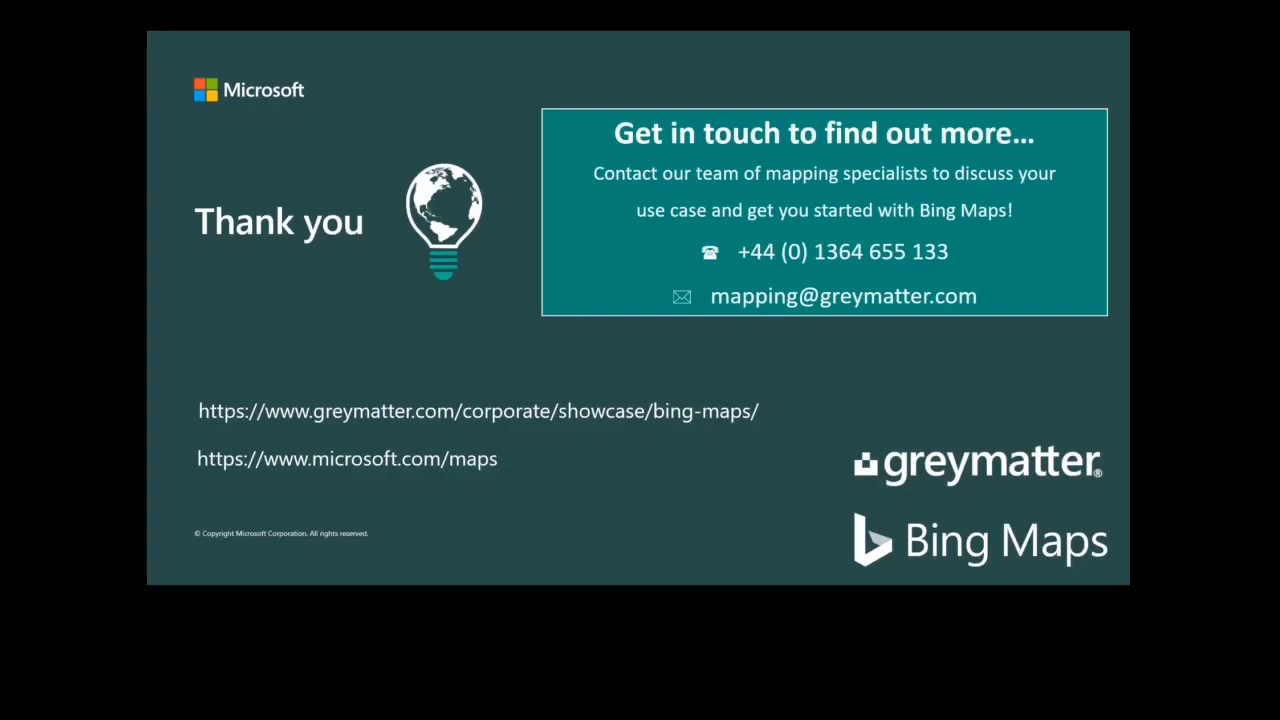 Microsoft
Thank you
Get in touch to find out more...
Contact our team of mapping specialists to discuss your
use case and get you started with Bing Maps!
+44 (0) 1364 655 133
mapping@greymatter.com
https://www.greymatter.com/corporate/showcase/bing-maps/
https://www.microsoft.com/maps
greymatter®
© Copyright Microsoft Corporation. All rights reserved.
Bing Maps